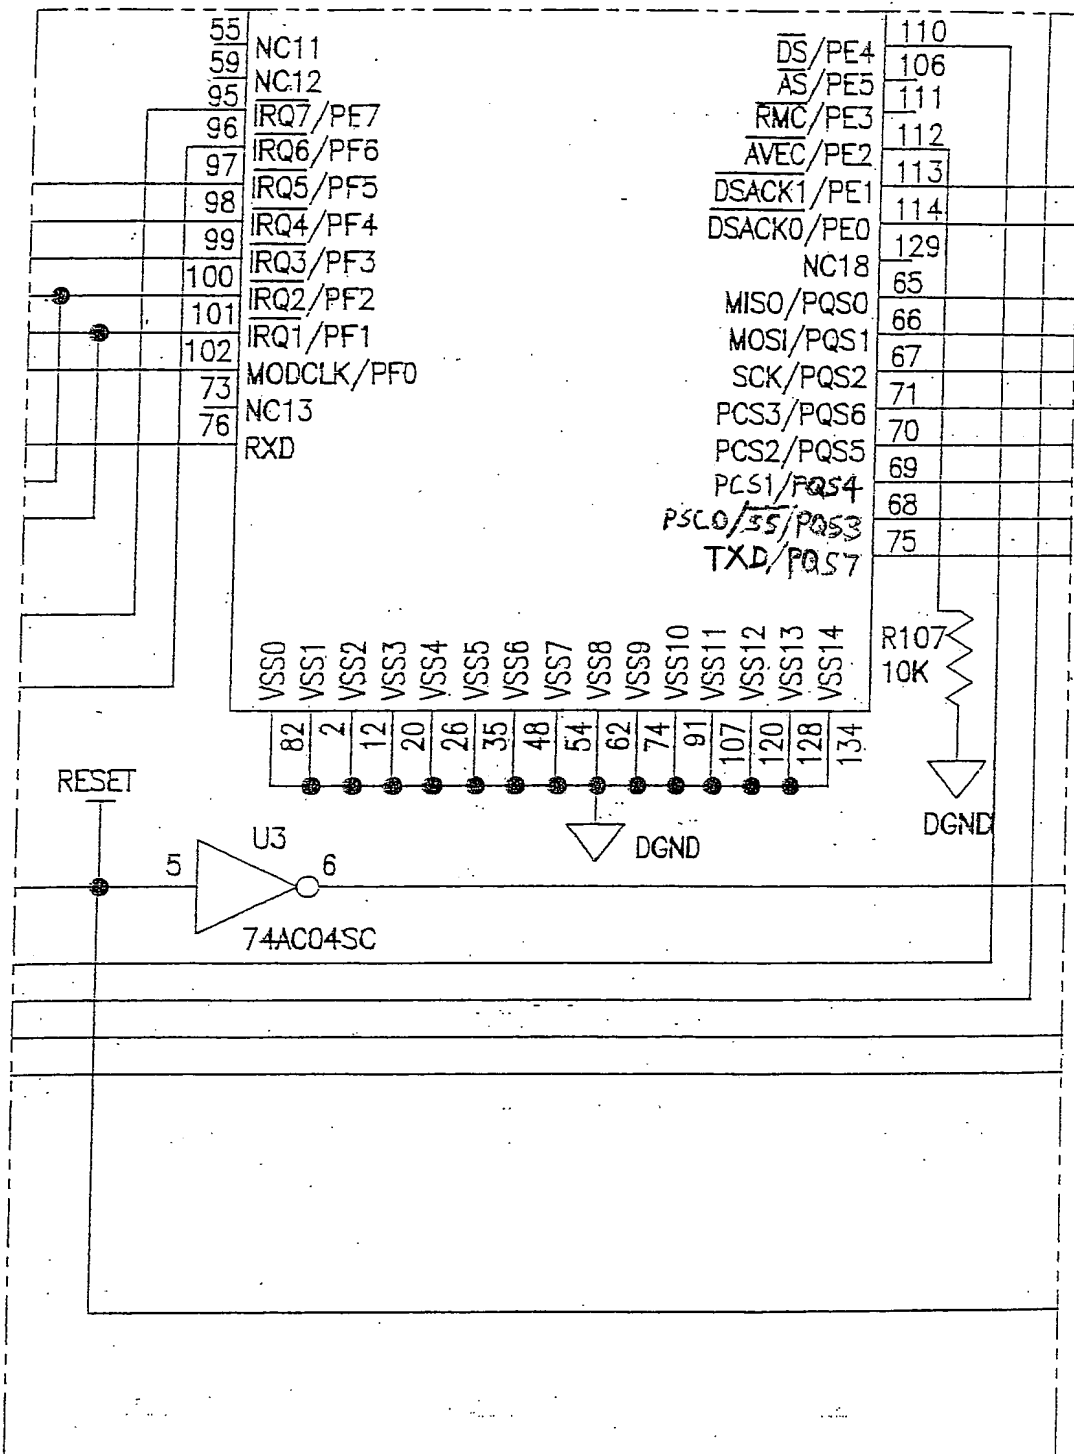 55
NC11
59
NC12
95
IRQ7/PE7
96
IRQ6/PF6
97
IRQ5/PF5
98
IRQ4/PF4
99
IRQ3/PF3
100
IRQ2/PF2
101
IRQ1/PF1
102
MODCLK/PF0
73
NC13
76
RXD
110
DS/PE4
106
AS/PE5
111
RMC/PE3
112
AVEC/PE2
113
DSACK1/PE1
114
DSACK0/PE0
129
NC18
65
MISO/PQS0
66
MOSI/PQS1
67
SCK/PQS2
71
PCS3/PQS6
70
PCS2/PQS5
69
PCS1/PQS4
68
PSC0/SS/PQS3
75
TXD/PQS7
VSS0
VSS1
VSS2
VSS3
VSS4
VSS5
VSS6
VSS7
VSS8
VSS9
VSS10
VSS11
VSS12
VSS13
VSS14
82
2
12
20
26
35
48
54
62
74
91
107
120
128
134
R107
10K
DGND
DGND
RESET
U3
5
6
74AC04SC